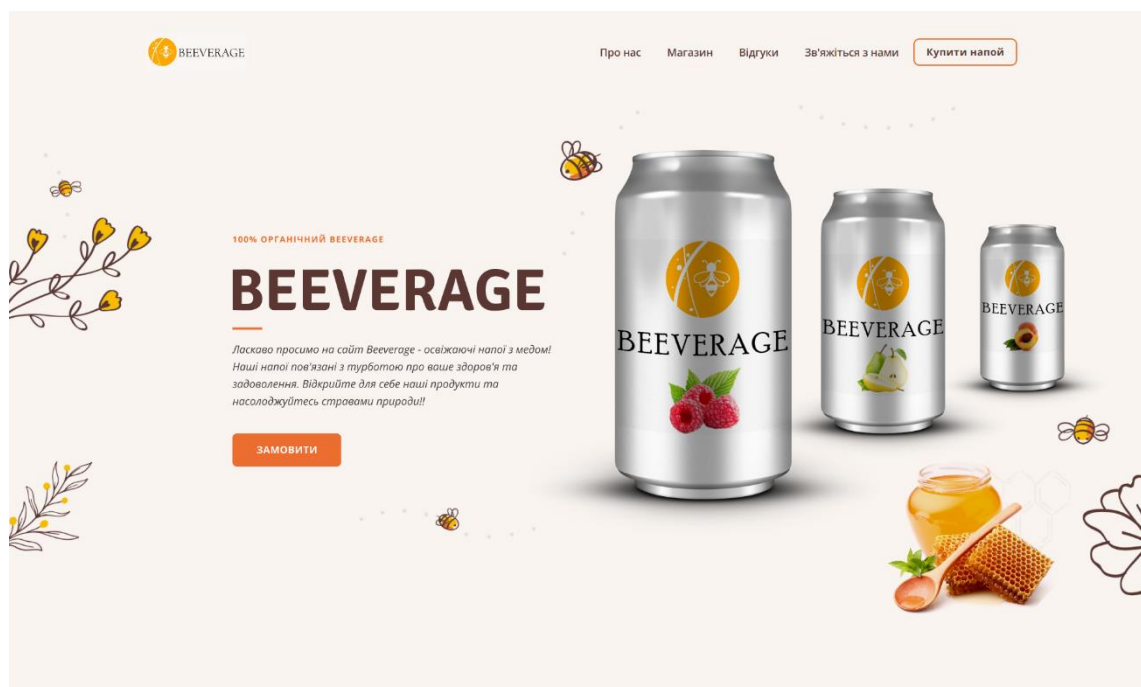 BEEVERAGE
Про нас Магазин Відгуки Зв'яжіться з нами Купити напой
100% ОРГАНІЧНИЙ BEEVERAGE
BEEVERAGE
Ласкаво просимо на сайт Beeverage - освіжаючі напої з медом!
Наші напої пов'язані з турботою про ваше здоров'я та
задоволення. Відкрийте для себе наші продукти та
насолоджуйтесь стравами природи!!
ЗАМОВИТИ
BEEVERAGE
BEEVERAGE
BEEVERAGE